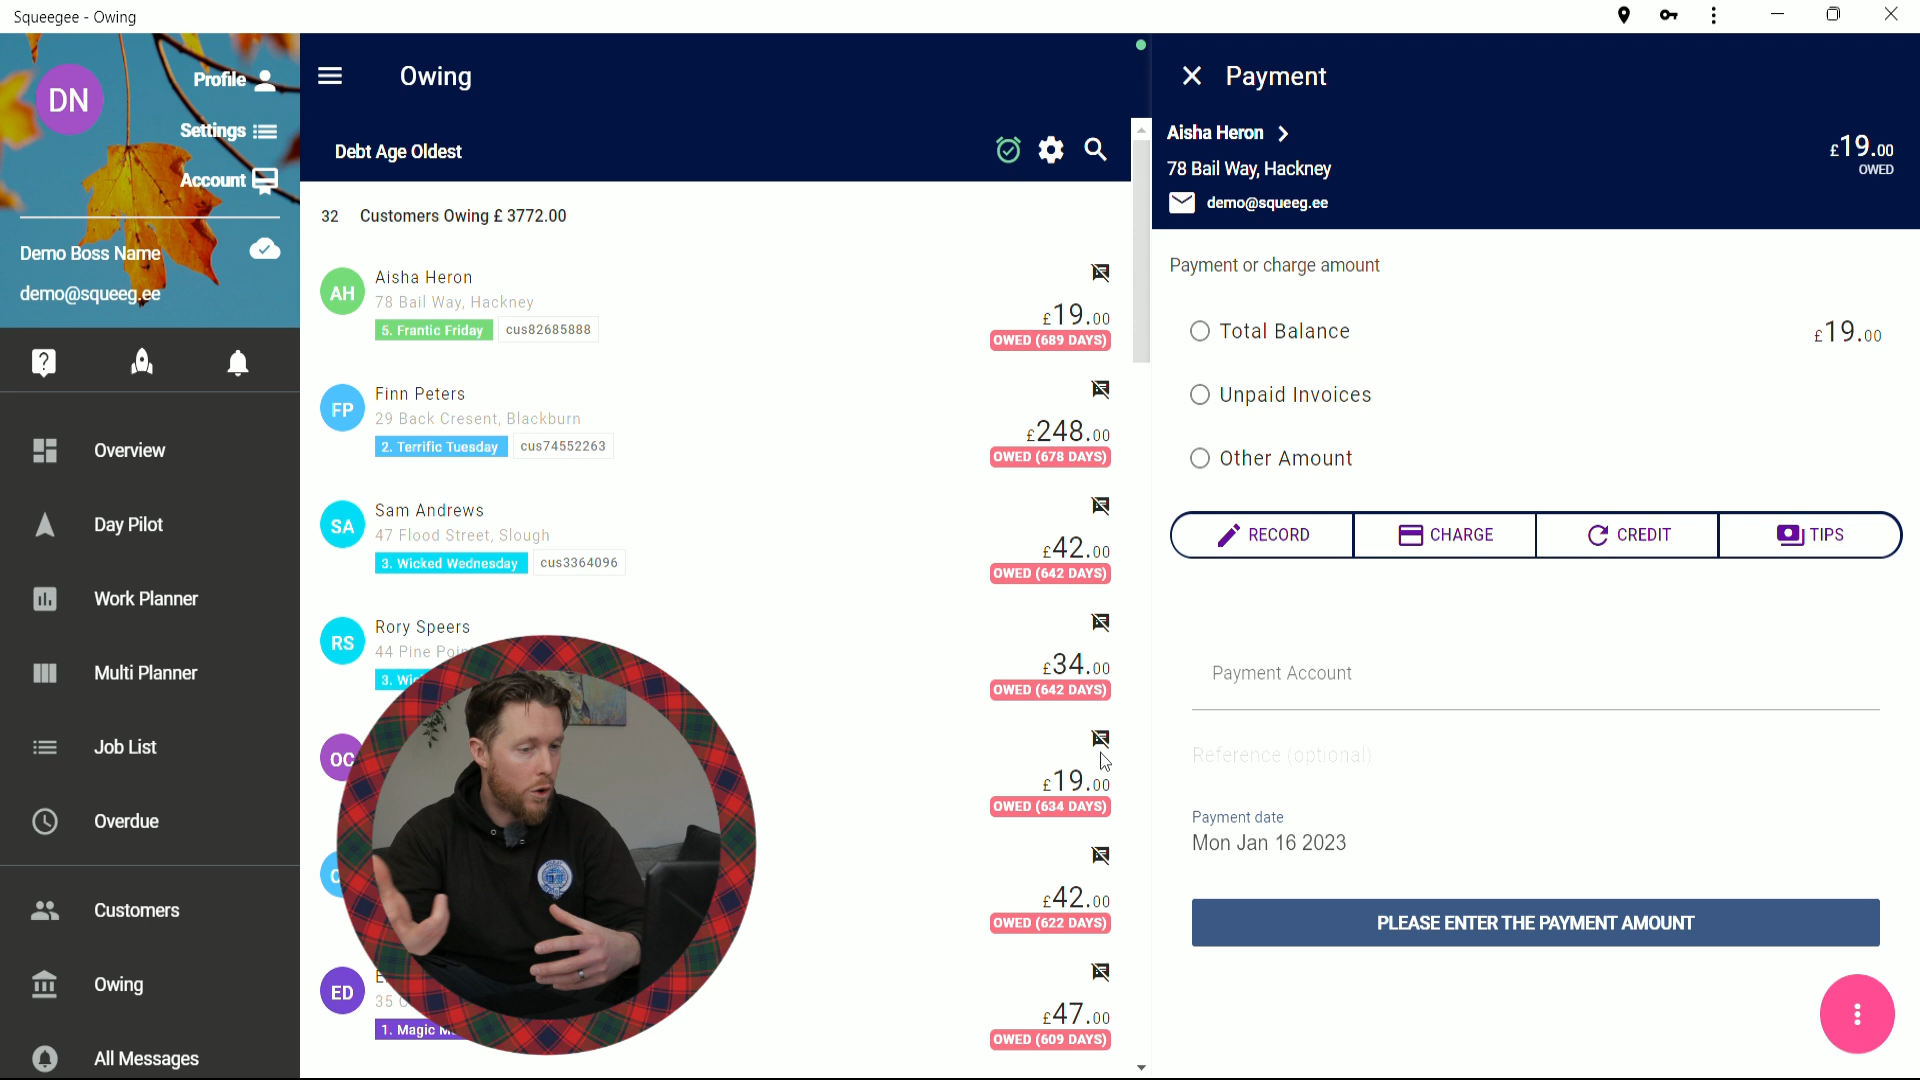 Squeegee - Owing
DN
Profile
Settings
Account
Demo Boss Name
demo@squeeg.ee
Overview
Day Pilot
Work Planner
Multi Planner
Job List
Overdue
Customers
Owing
All Messages
Owing
Debt Age Oldest
32 Customers Owing £ 3772.00
AH
Aisha Heron
78 Bail Way, Hackney
5. Frantic Friday cus82685888
£19.00
OWED (689 DAYS)
FP
Finn Peters
29 Back Cresent, Blackburn
2. Terrific Tuesday cus74552263
£248.00
OWED (678 DAYS)
SA
Sam Andrews
47 Flood Street, Slough
3. Wicked Wednesday cus3364096
£42.00
OWED (642 DAYS)
RS
Rory Speers
44 Pine
£34.00
OWED (642 DAYS)
OC
£19.00
OWED (634 DAYS)
£42.00
OWED (622 DAYS)
ED
35
1. Magic
£47.00
OWED (609 DAYS)
Payment
Aisha Heron
78 Bail Way, Hackney
demo@squeeg.ee
£19.00
OWED
Payment or charge amount
Total Balance £19.00
Unpaid Invoices
Other Amount
RECORD CHARGE CREDIT TIPS
Payment Account
Reference (optional)
Payment date
Mon Jan 16 2023
PLEASE ENTER THE PAYMENT AMOUNT